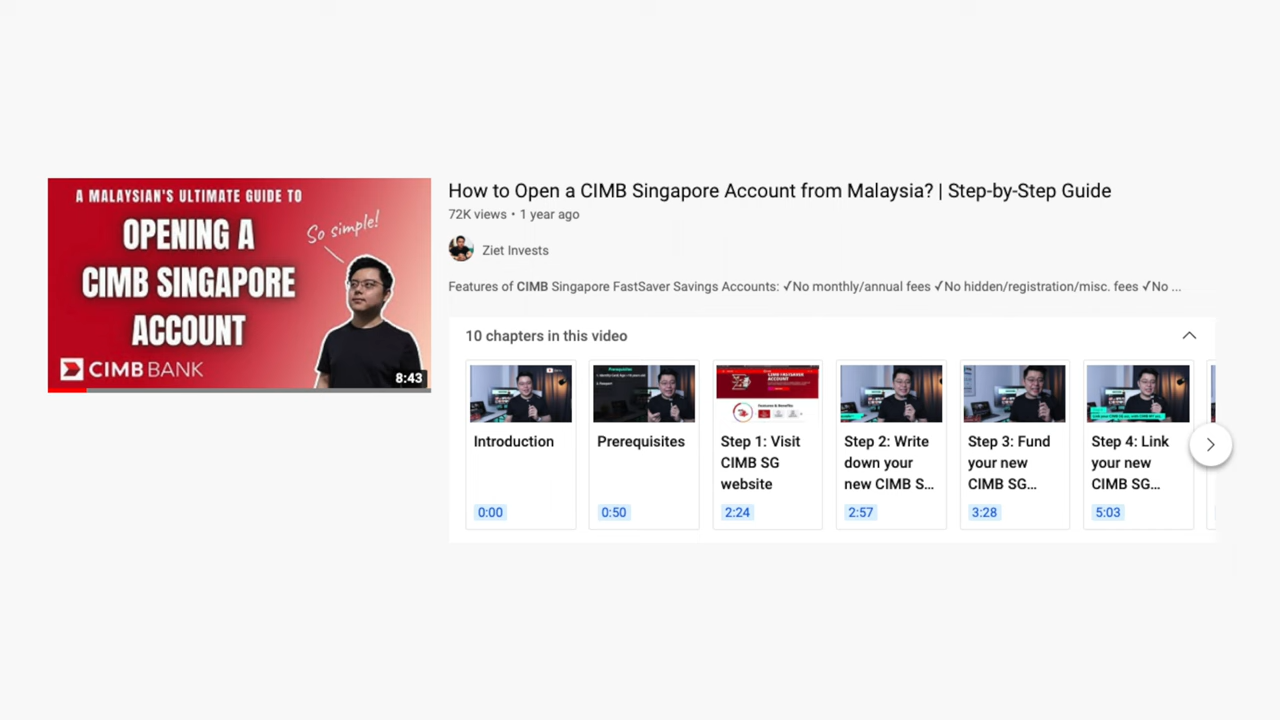 A MALAYSIAN'S ULTIMATE GUIDE TO
OPENING A
CIMB SINGAPORE
ACCOUNT
So simple!
CIMB BANK
8:43
How to Open a CIMB Singapore Account from Malaysia? | Step-by-Step Guide
72K views • 1 year ago
Ziet Invests
Features of CIMB Singapore FastSaver Savings Accounts: ✓No monthly/annual fees ✓No hidden/registration/misc. fees ✓No ...
10 chapters in this video
Prerequisites
Features & Benefits
Introduction
0:00
Prerequisites
0:50
Step 1: Visit
CIMB SG
website
2:24
Step 2: Write
down your
new CIMB S...
2:57
Step 3: Fund
your new
CIMB SG...
3:28
Step 4: Link
your new
CIMB SG...
5:03